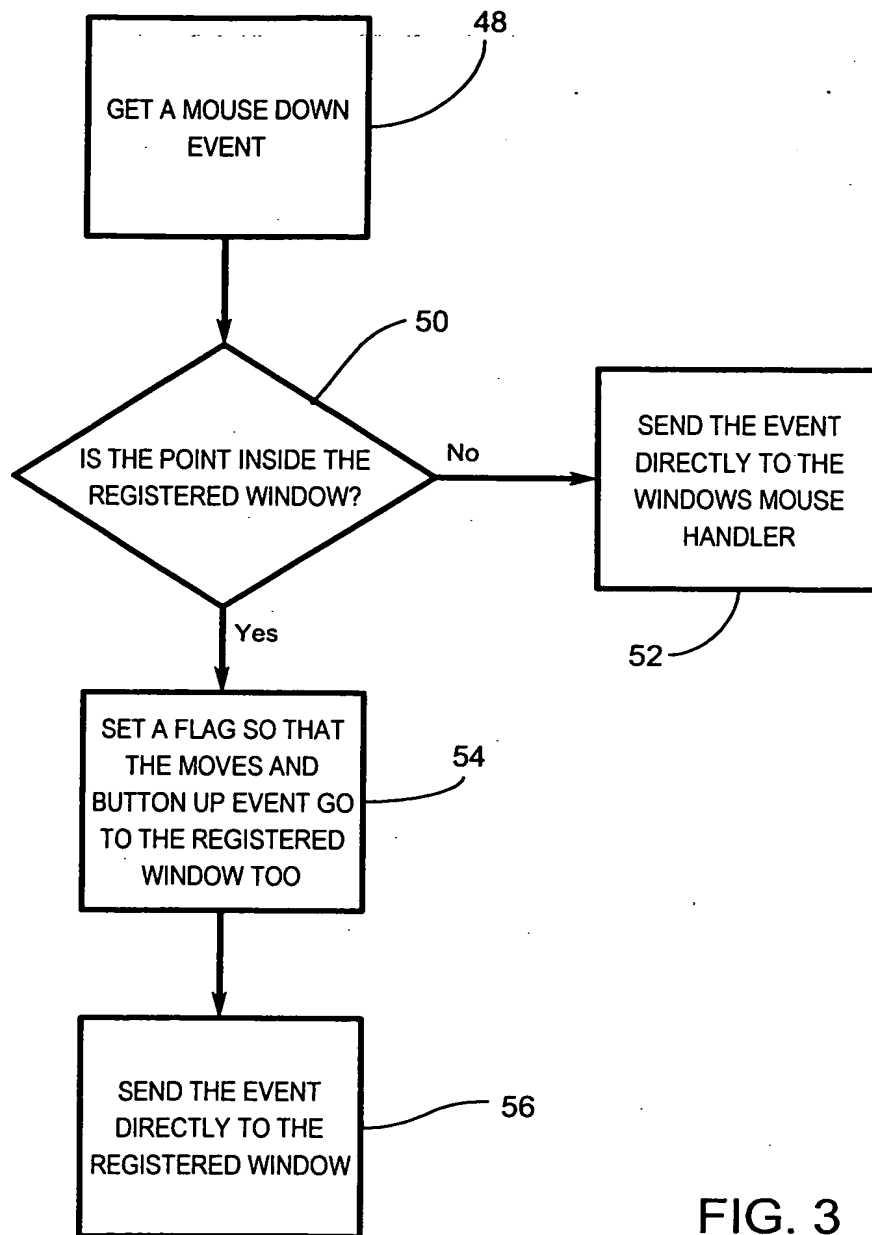 48
GET A MOUSE DOWN
EVENT
50
IS THE POINT INSIDE THE
REGISTERED WINDOW?
No
SEND THE EVENT
DIRECTLY TO THE
WINDOWS MOUSE
HANDLER
52
Yes
SET A FLAG SO THAT
THE MOVES AND
BUTTON UP EVENT GO
TO THE REGISTERED
WINDOW TOO
54
SEND THE EVENT
DIRECTLY TO THE
REGISTERED WINDOW
56
FIG. 3